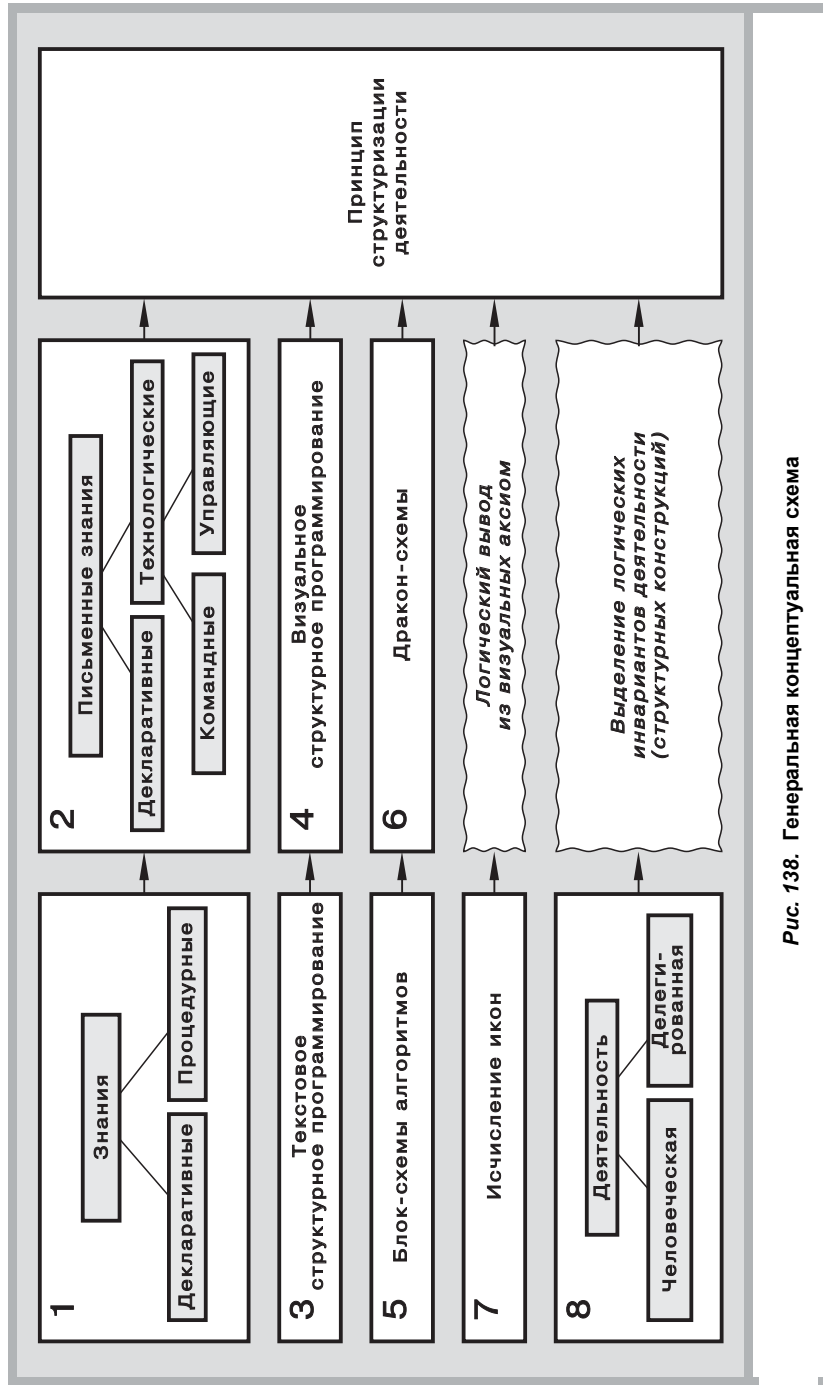 1
Знания
Декларативные
Процедурные
2
Письменные знания
Декларативные
Технологические
Командные
Управляющие
3
Текстовое
структурное программирование
4
Визуальное
структурное программирование
5
Блок-схемы алгоритмов
6
Дракон-схемы
7
Исчисление икон
Логический вывод
из визуальных аксиом
8
Деятельность
Человеческая
Делеги-
рованная
Выделение логических
инвариантов деятельности
(структурных конструкций)
Принцип
структуризации
деятельности
Рис. 138. Генеральная концептуальная схема